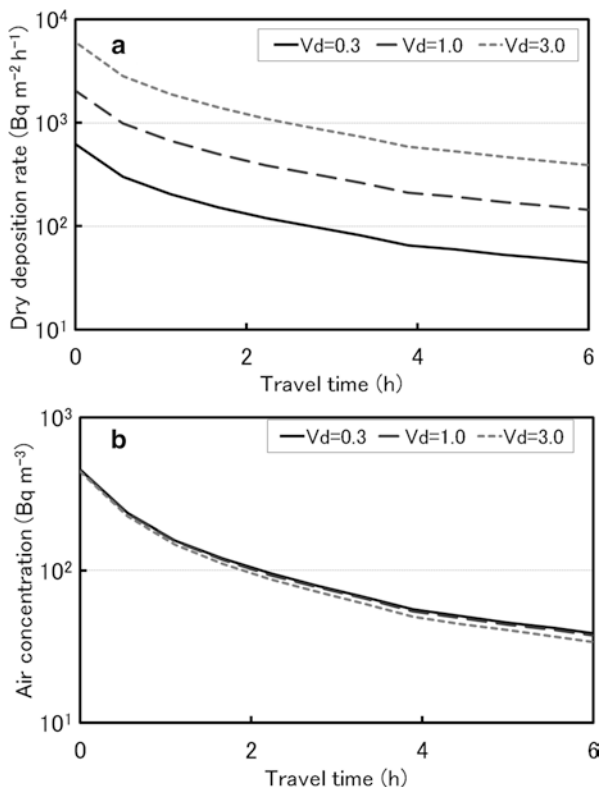 a
Vd=0.3 Vd=1.0 Vd=3.0
Dry deposition rate (Bq m⁻² h⁻¹)
10⁴
10³
10²
10¹
0 2 4 6
Travel time (h)
b
Vd=0.3 Vd=1.0 Vd=3.0
Air concentration (Bq m⁻³)
10³
10²
10¹
0 2 4 6
Travel time (h)